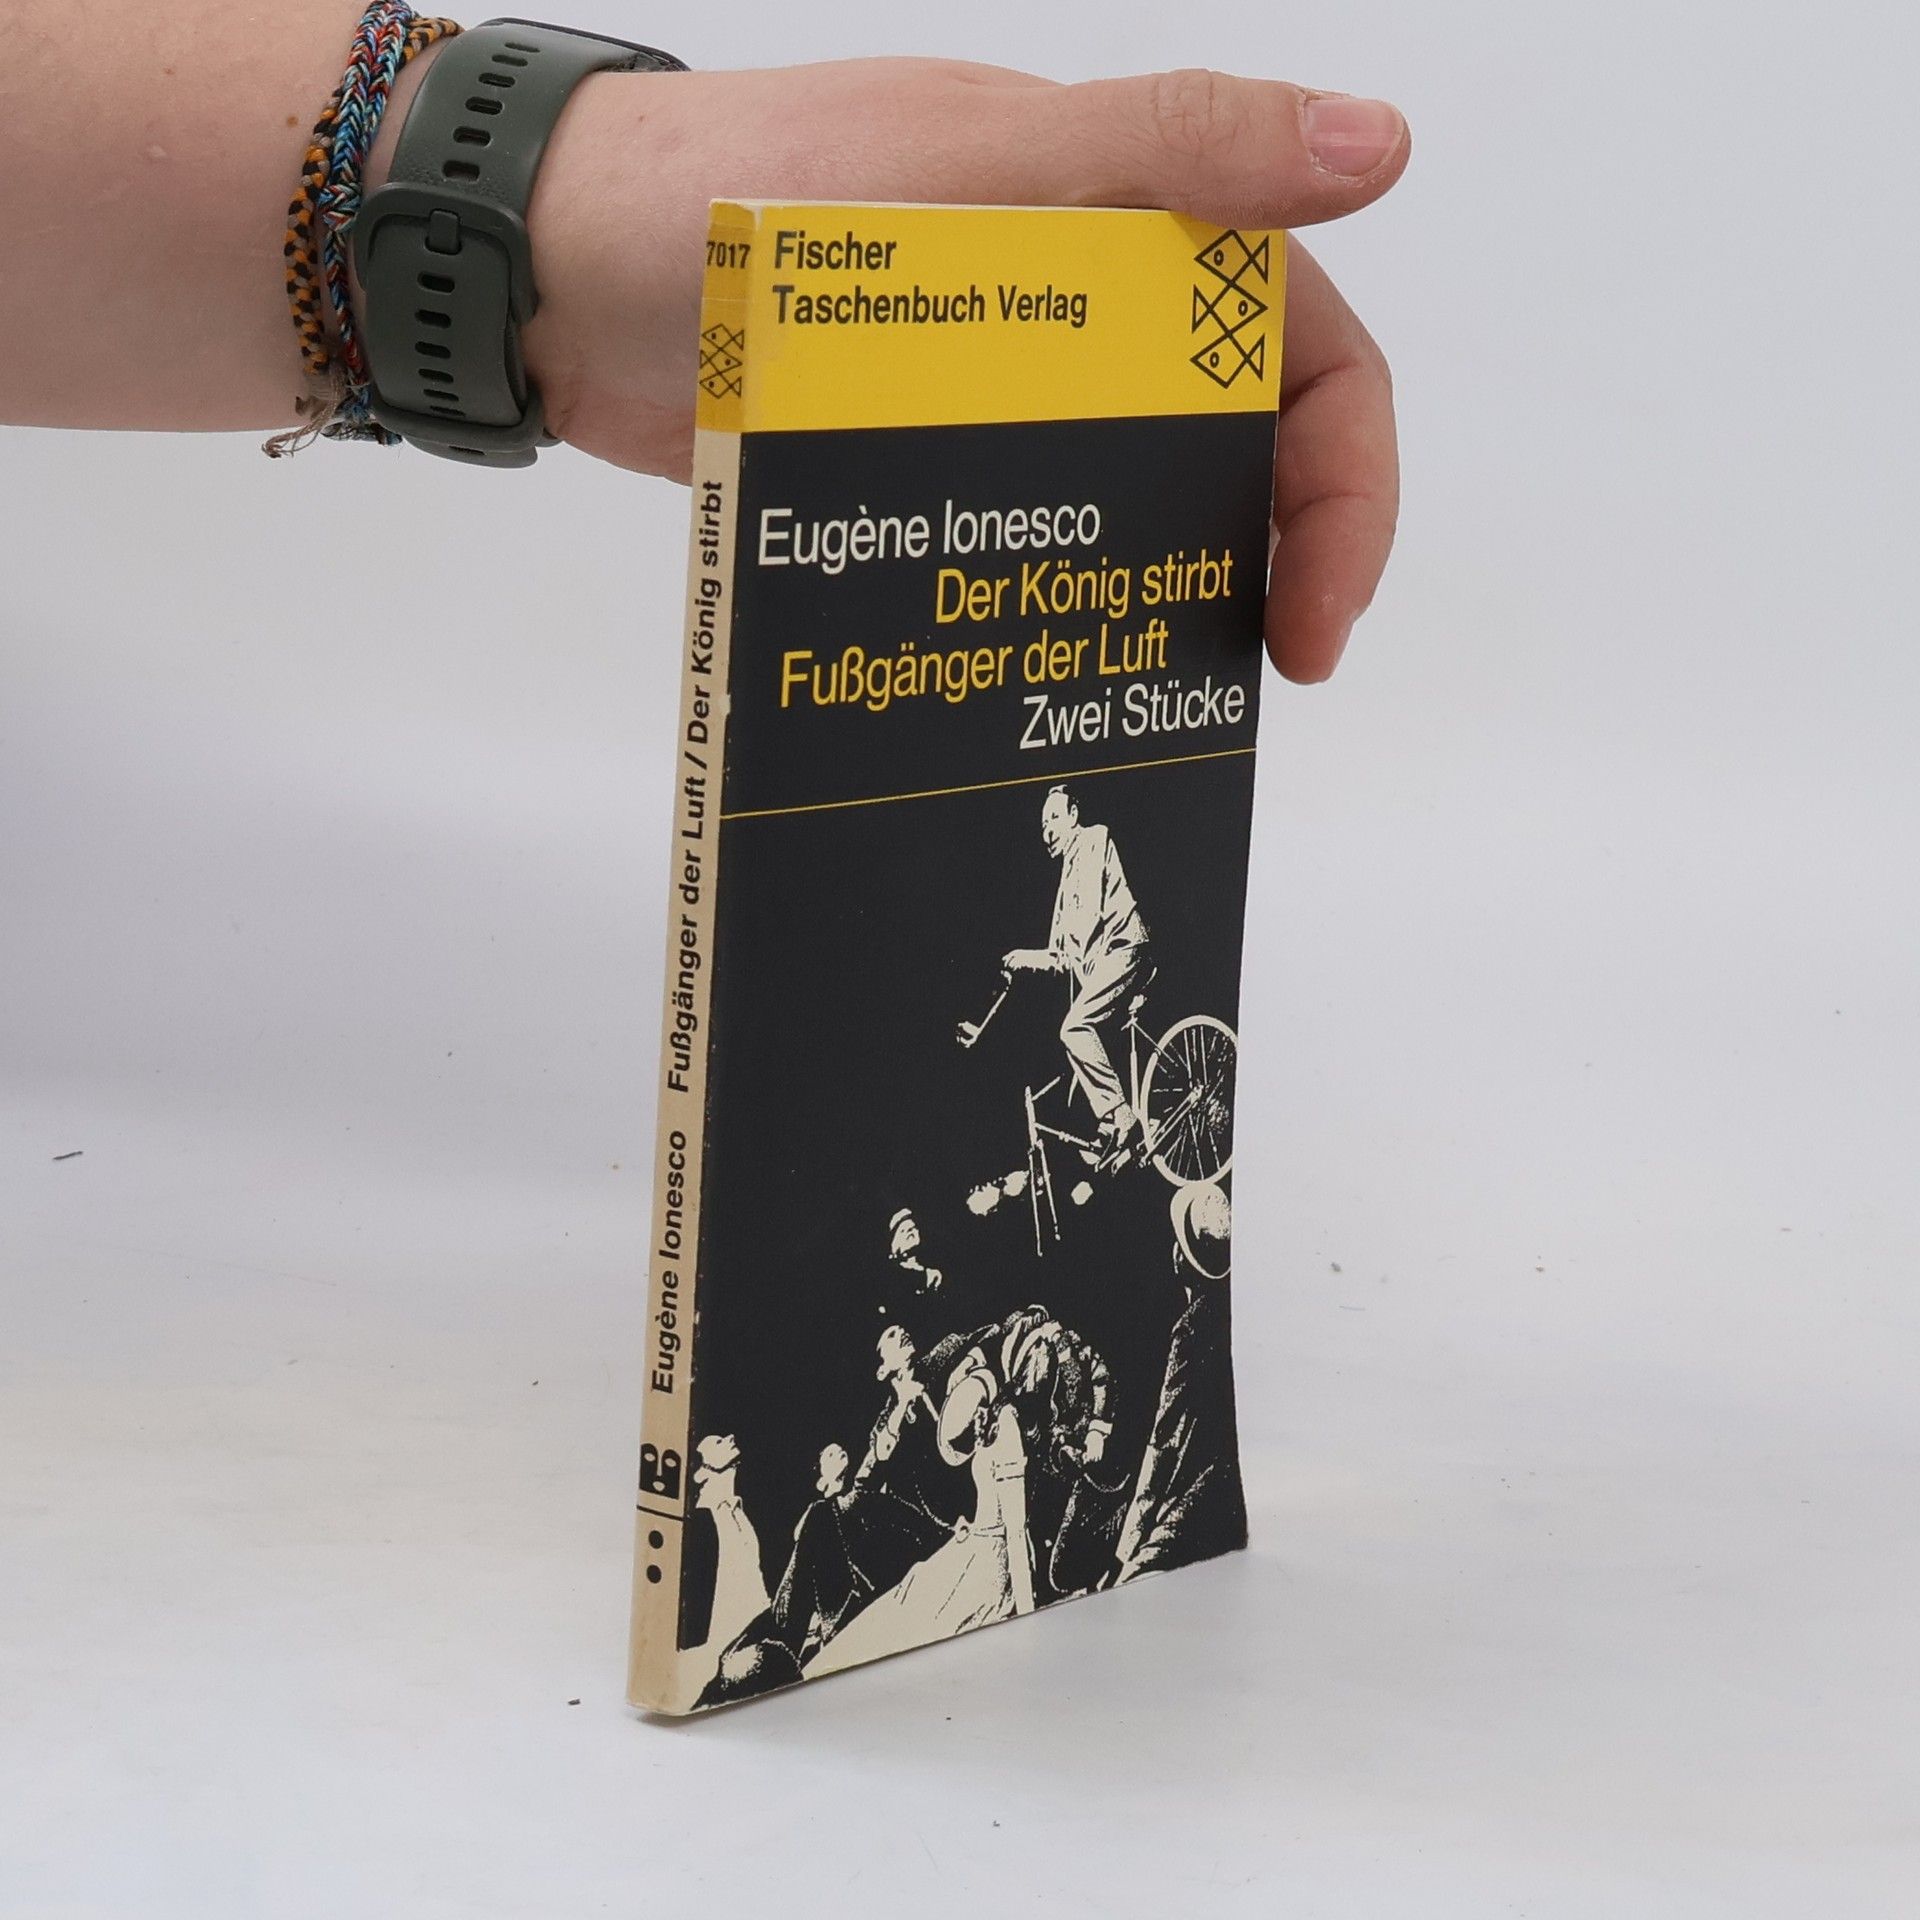 7017
Fischer
Taschenbuch Verlag
Eugène Ionesco
Der König stirbt
Fußgänger der Luft
Zwei Stücke
Eugène Ionesco Fußgänger der Luft / Der König stirbt